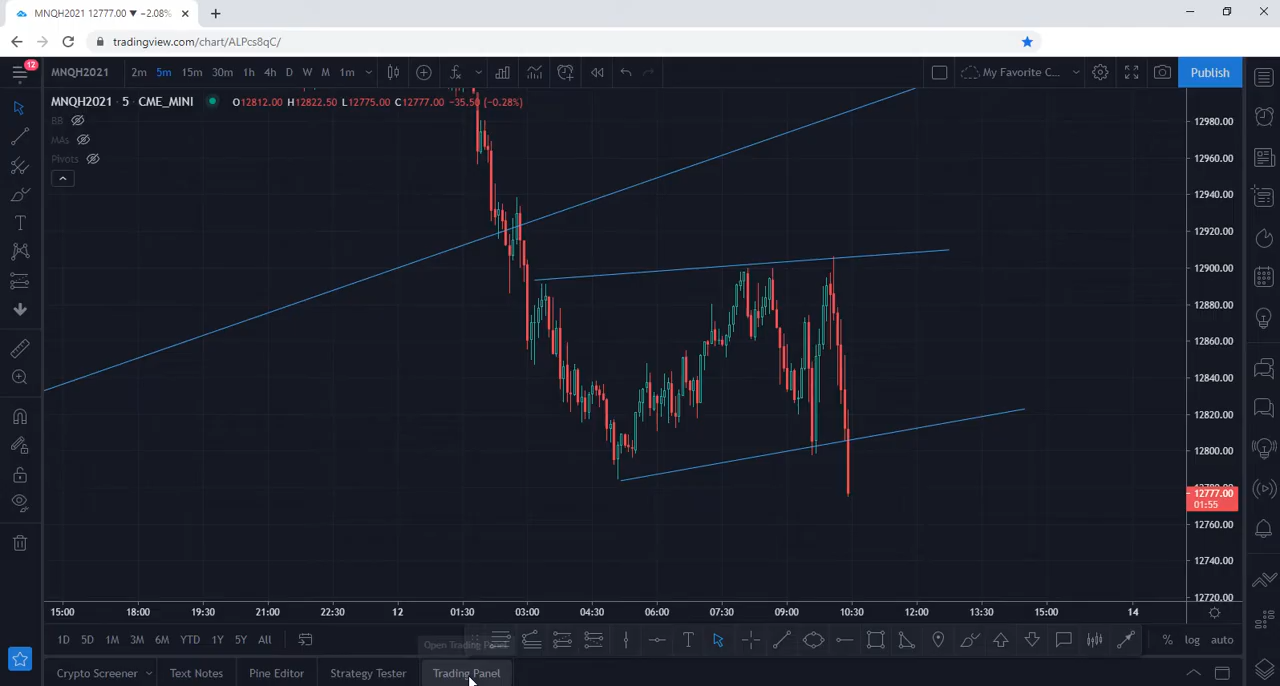 MNQH2021 12777.00 ▼ −2.08%
tradingview.com/chart/ALPcs8qC/
12
MNQH2021 2m 5m 15m 30m 1h 4h D W M 1m
My Favorite C...
Publish
MNQH2021 · 5 · CME_MINI O12812.00 H12822.50 L12775.00 C12777.00 −35.50 (−0.28%)
BB
MAs
Pivots
12980.00
12960.00
12940.00
12920.00
12900.00
12880.00
12860.00
12840.00
12820.00
12800.00
12777.00
01:55
12760.00
12740.00
12720.00
15:00 18:00 19:30 21:00 22:30 12 01:30 03:00 04:30 06:00 07:30 09:00 10:30 12:00 13:30 15:00 14
1D 5D 1M 3M 6M YTD 1Y 5Y All
Open Trading
% log auto
Crypto Screener Text Notes Pine Editor Strategy Tester Trading Panel